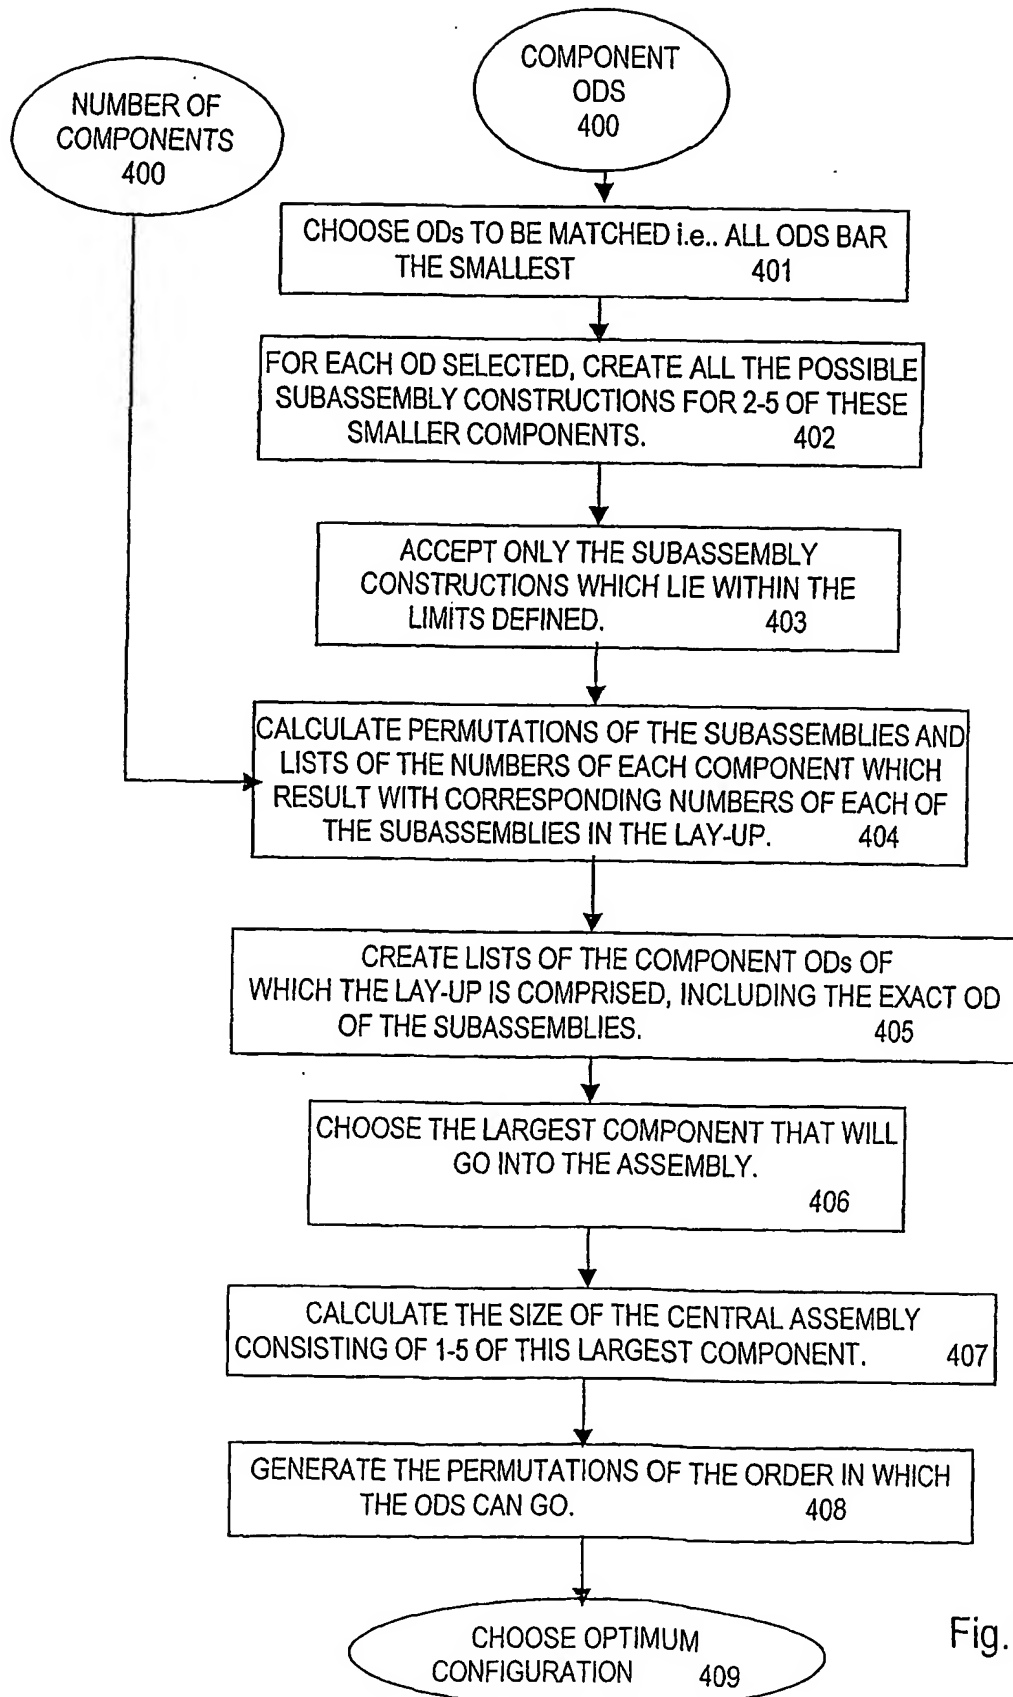 NUMBER OF
COMPONENTS
400
COMPONENT
ODS
400
CHOOSE ODs TO BE MATCHED i.e.. ALL ODS BAR
THE SMALLEST 401
FOR EACH OD SELECTED, CREATE ALL THE POSSIBLE
SUBASSEMBLY CONSTRUCTIONS FOR 2-5 OF THESE
SMALLER COMPONENTS. 402
ACCEPT ONLY THE SUBASSEMBLY
CONSTRUCTIONS WHICH LIE WITHIN THE
LIMITS DEFINED. 403
CALCULATE PERMUTATIONS OF THE SUBASSEMBLIES AND
LISTS OF THE NUMBERS OF EACH COMPONENT WHICH
RESULT WITH CORRESPONDING NUMBERS OF EACH OF
THE SUBASSEMBLIES IN THE LAY-UP. 404
CREATE LISTS OF THE COMPONENT ODs OF
WHICH THE LAY-UP IS COMPRISED, INCLUDING THE EXACT OD
OF THE SUBASSEMBLIES. 405
CHOOSE THE LARGEST COMPONENT THAT WILL
GO INTO THE ASSEMBLY.
406
CALCULATE THE SIZE OF THE CENTRAL ASSEMBLY
CONSISTING OF 1-5 OF THIS LARGEST COMPONENT. 407
GENERATE THE PERMUTATIONS OF THE ORDER IN WHICH
THE ODS CAN GO. 408
CHOOSE OPTIMUM
CONFIGURATION 409
Fig.